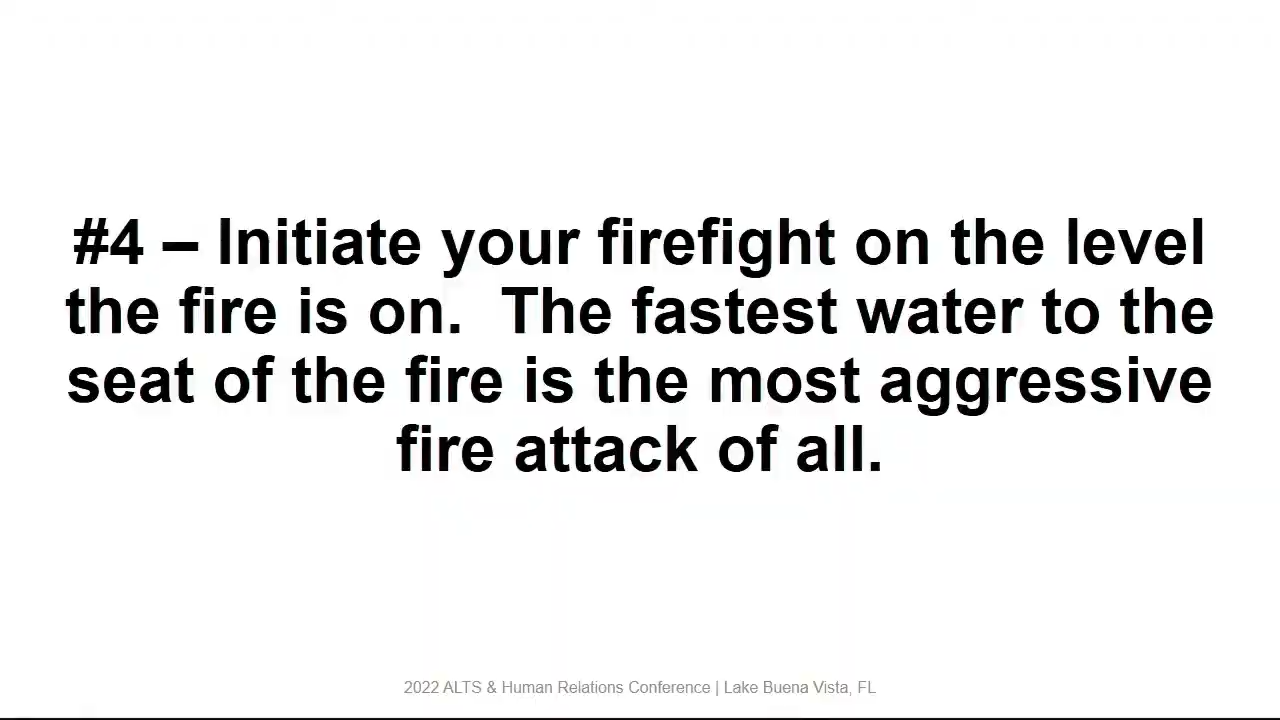 #4 – Initiate your firefight on the level
the fire is on.  The fastest water to the
seat of the fire is the most aggressive
fire attack of all.
2022 ALTS & Human Relations Conference | Lake Buena Vista, FL